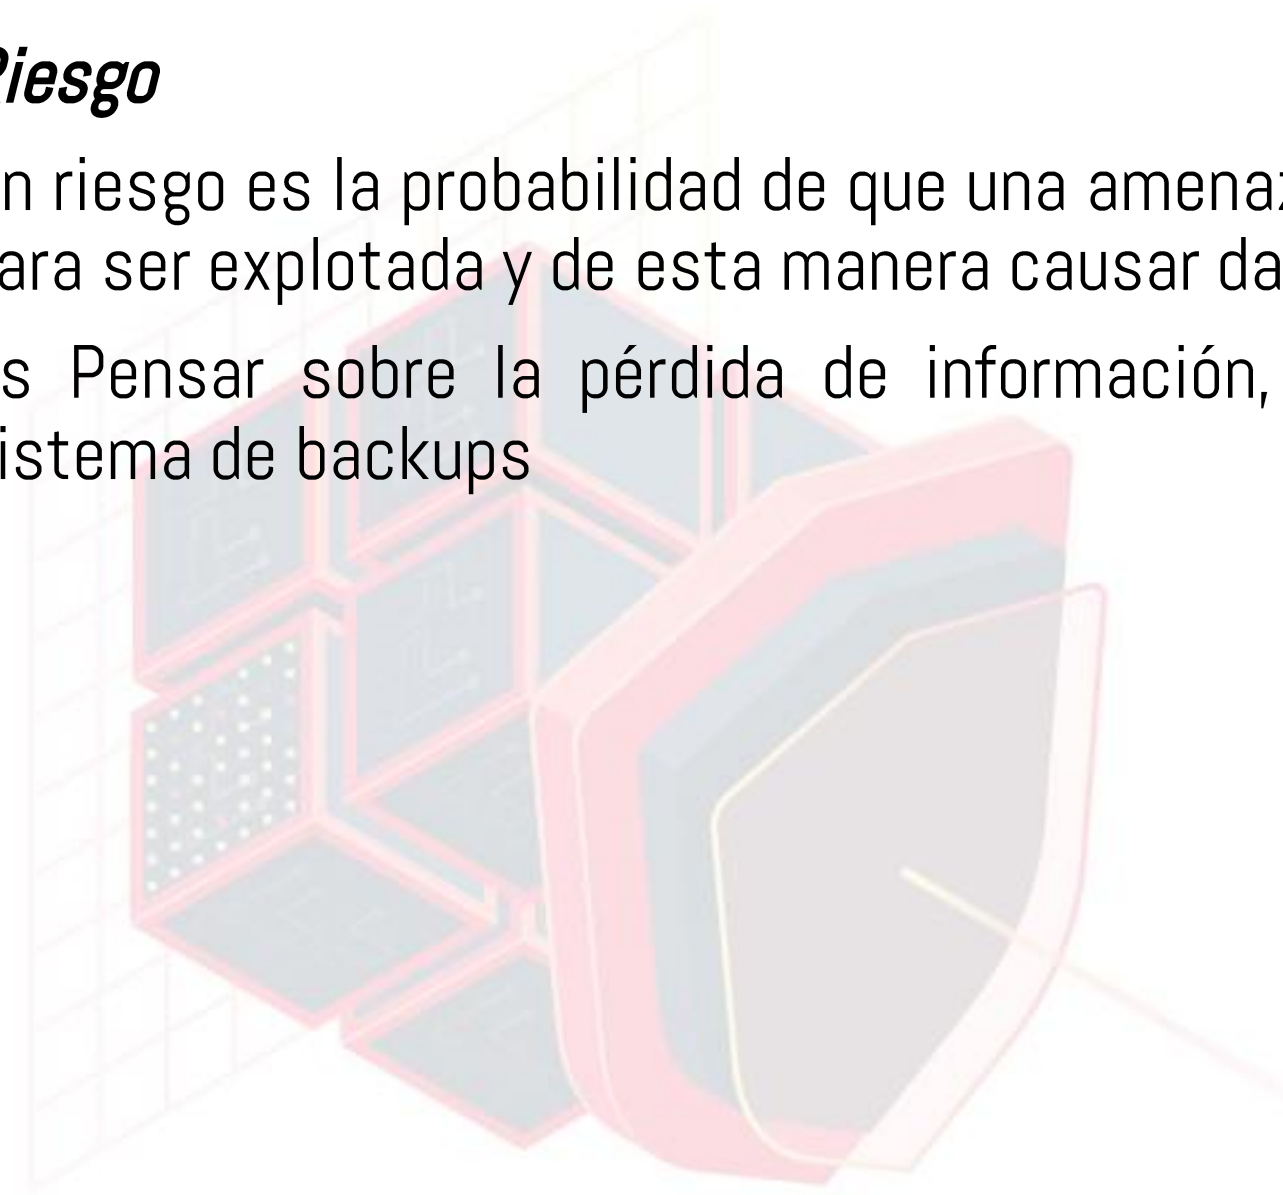 Riesgo
n riesgo es la probabilidad de que una amenaz
ara ser explotada y de esta manera causar da
s Pensar sobre la pérdida de información,
istema de backups